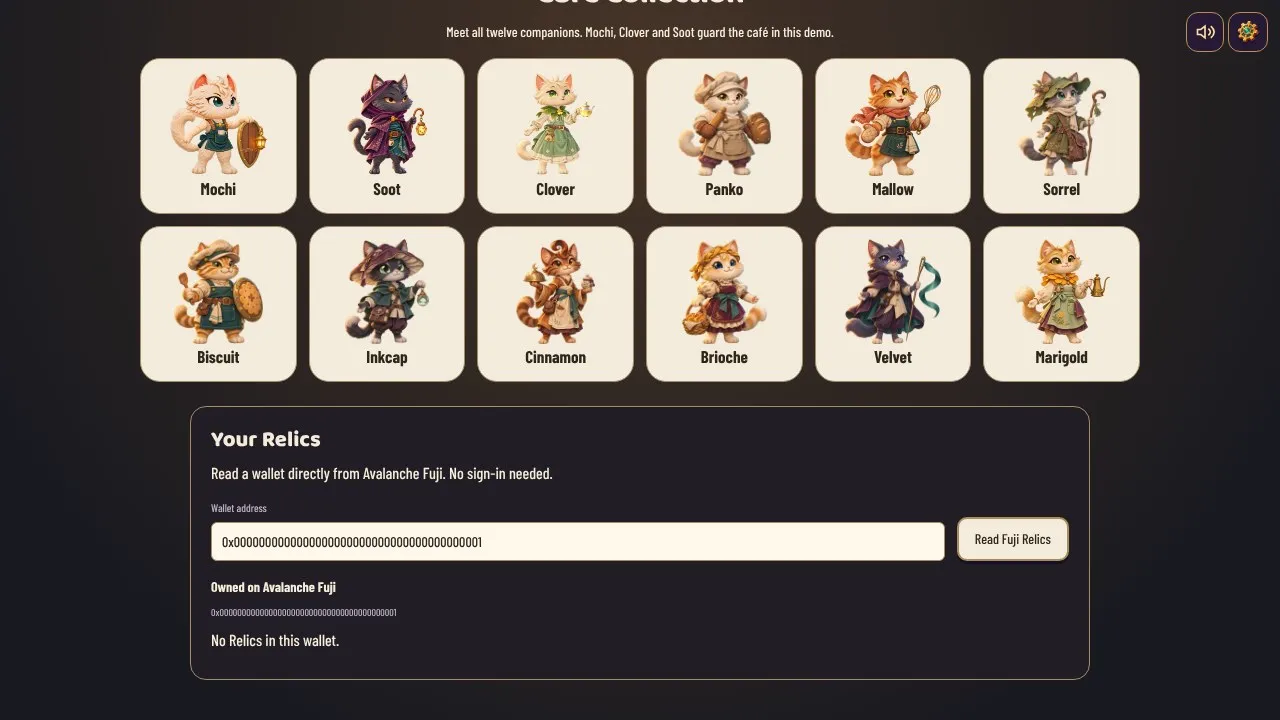 Meet all twelve companions. Mochi, Clover and Soot guard the café in this demo.
Mochi
Soot
Clover
Panko
Mallow
Sorrel
Biscuit
Inkcap
Cinnamon
Brioche
Velvet
Marigold
Your Relics
Read a wallet directly from Avalanche Fuji. No sign-in needed.
Wallet address
0x0000000000000000000000000000000000000001
Read Fuji Relics
Owned on Avalanche Fuji
0x0000000000000000000000000000000000000001
No Relics in this wallet.